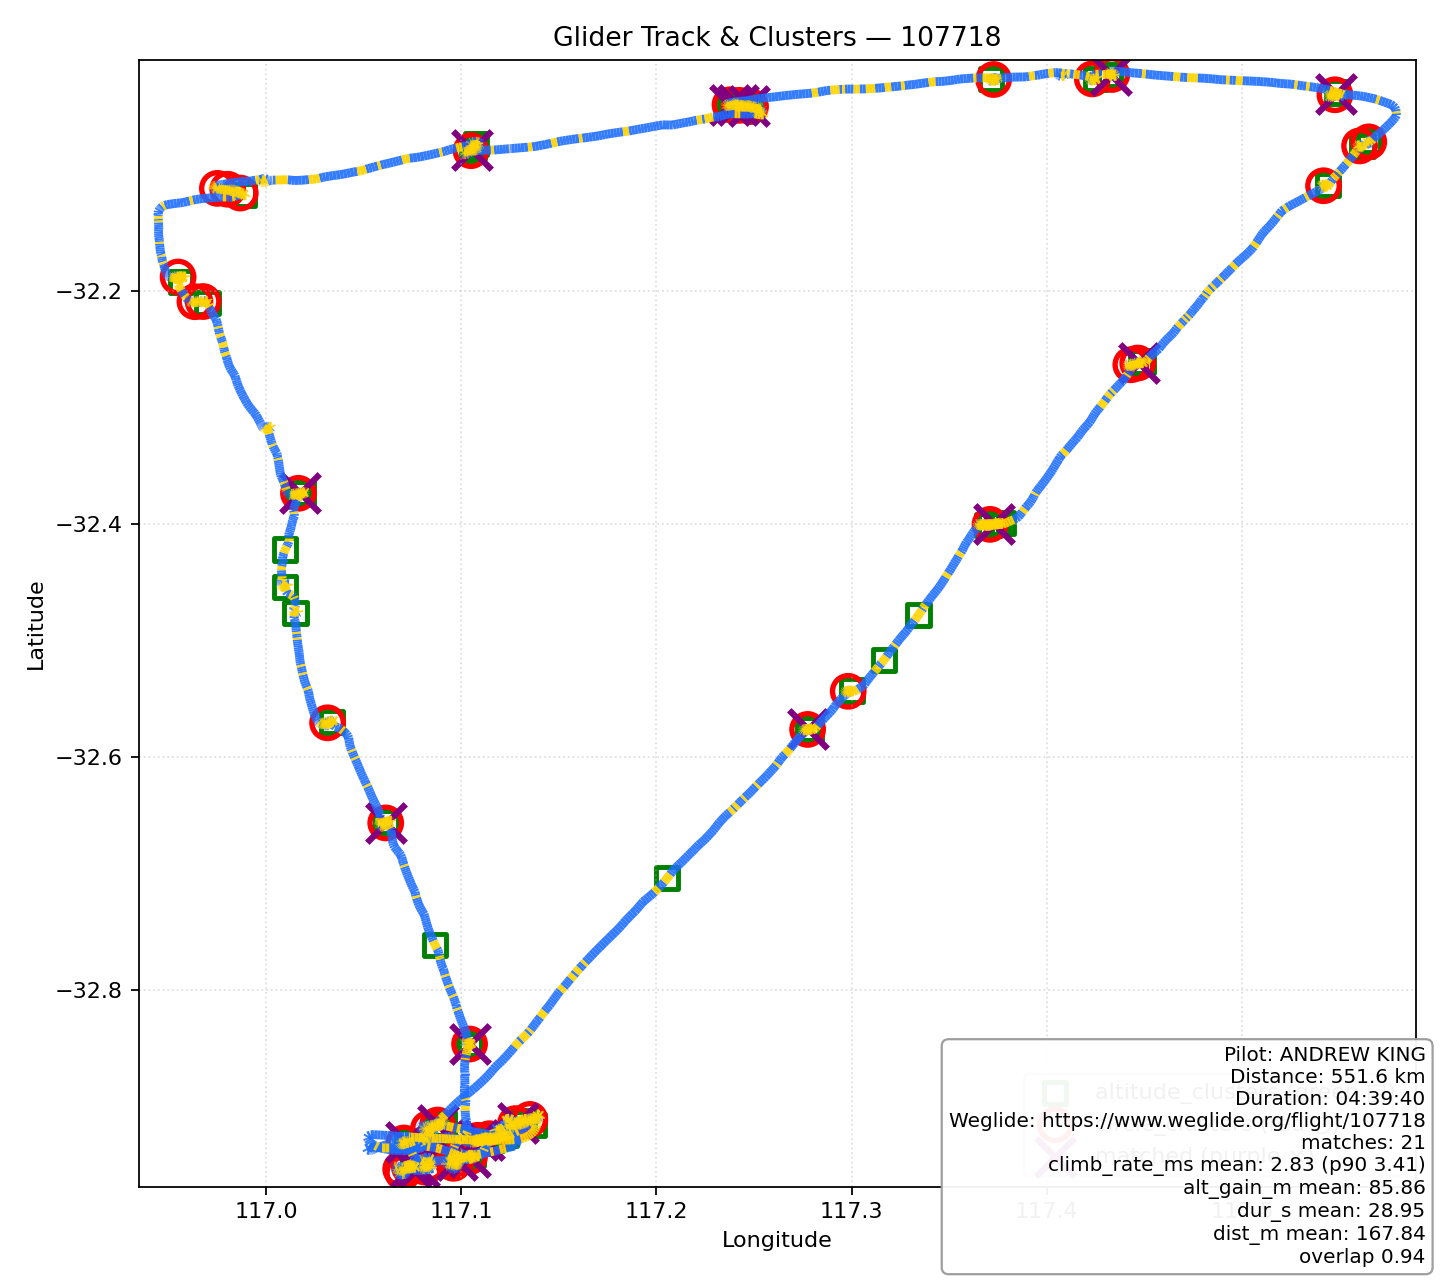 Glider Track & Clusters — 107718
Latitude
−32.2
−32.4
−32.6
−32.8
117.0
117.1
117.2
117.3
117.4
Longitude
Pilot: ANDREW KING
Distance: 551.6 km
Duration: 04:39:40
Weglide: https://www.weglide.org/flight/107718
matches: 21
climb_rate_ms mean: 2.83 (p90 3.41)
alt_gain_m mean: 85.86
dur_s mean: 28.95
dist_m mean: 167.84
overlap 0.94